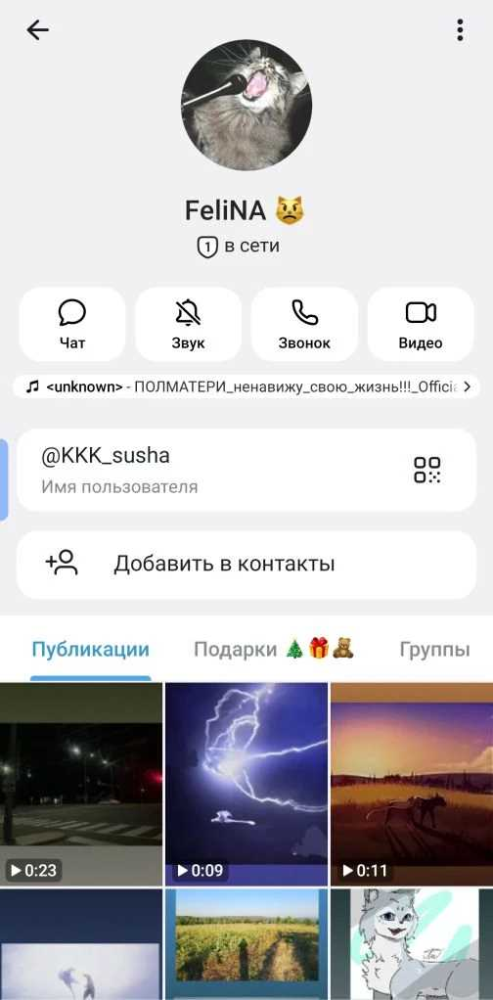 FeliNA 😾
1 в сети
Чат
Звук
Звонок
Видео
<unknown> - ПОЛМАТЕРИ_ненавижу_свою_жизнь!!!_Officia
@KKK_susha
Имя пользователя
Добавить в контакты
Публикации Подарки 🎄🎁🧸 Группы
0:23 0:09 0:11